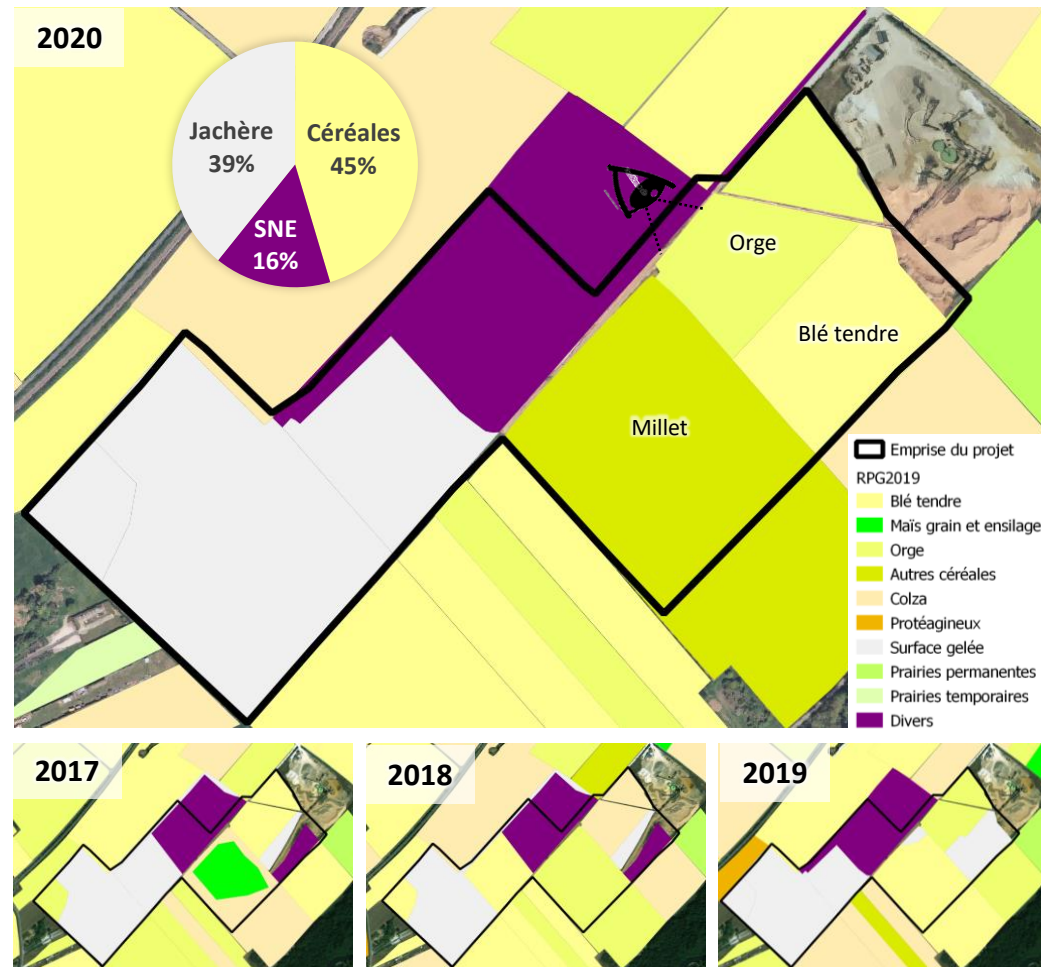 2020
Jachère
39%
Céréales
45%
SNE
16%
Orge
Blé tendre
Millet
Emprise du projet
RPG2019
Blé tendre
Maïs grain et ensilage
Orge
Autres céréales
Colza
Protéagineux
Surface gelée
Prairies permanentes
Prairies temporaires
Divers
2017
2018
2019